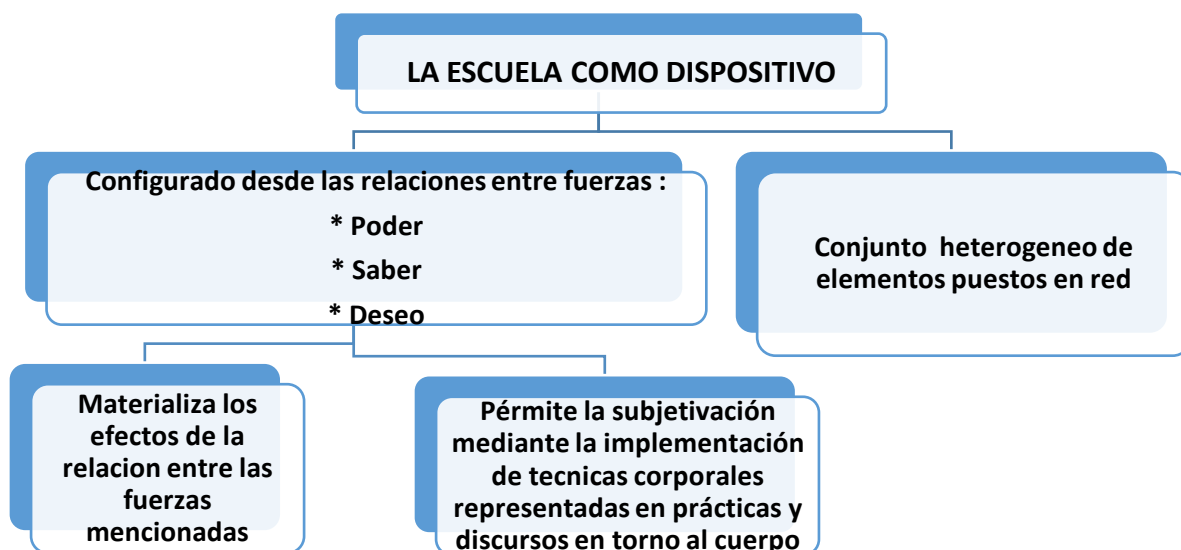 LA ESCUELA COMO DISPOSITIVO
Configurado desde las relaciones entre fuerzas :
* Poder
* Saber
* Deseo
Conjunto heterogeneo de
elementos puestos en red
Materializa los
efectos de la
relacion entre las
fuerzas
mencionadas
Pérmite la subjetivación
mediante la implementación
de tecnicas corporales
representadas en prácticas y
discursos en torno al cuerpo